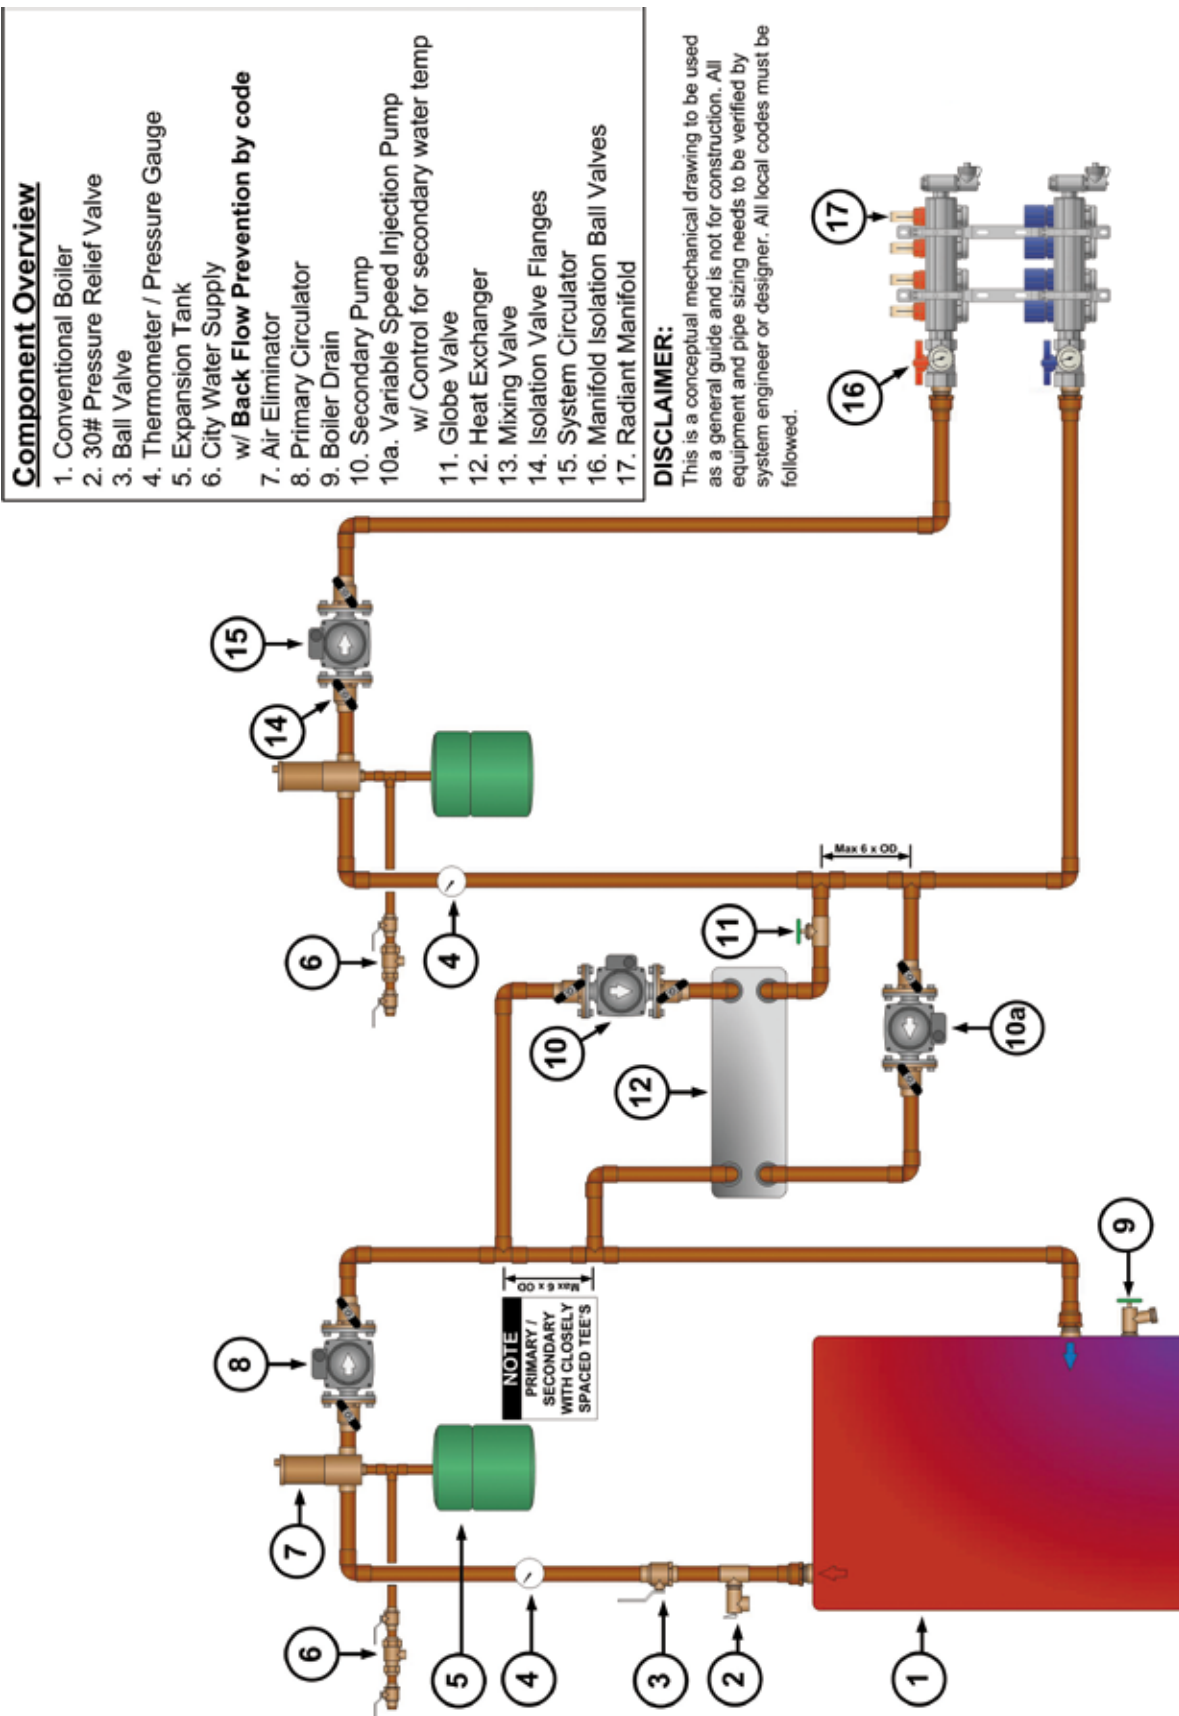 Component Overview
1. Conventional Boiler
2. 30# Pressure Relief Valve
3. Ball Valve
4. Thermometer / Pressure Gauge
5. Expansion Tank
6. City Water Supply
w/ Back Flow Prevention by code
7. Air Eliminator
8. Primary Circulator
9. Boiler Drain
10. Secondary Pump
10a. Variable Speed Injection Pump
w/ Control for secondary water temp
11. Globe Valve
12. Heat Exchanger
13. Mixing Valve
14. Isolation Valve Flanges
15. System Circulator
16. Manifold Isolation Ball Valves
17. Radiant Manifold
DISCLAIMER:
This is a conceptual mechanical drawing to be used
as a general guide and is not for construction. All
equipment and pipe sizing needs to be verified by
system engineer or designer. All local codes must be
followed.
17
16
15
14
6
4
11
Max 6 x OD
10
10a
12
9
8
Max 6 x OD
NOTE
PRIMARY /
SECONDARY
WITH CLOSELY
SPACED TEE'S
7
6
5
4
3
2
1